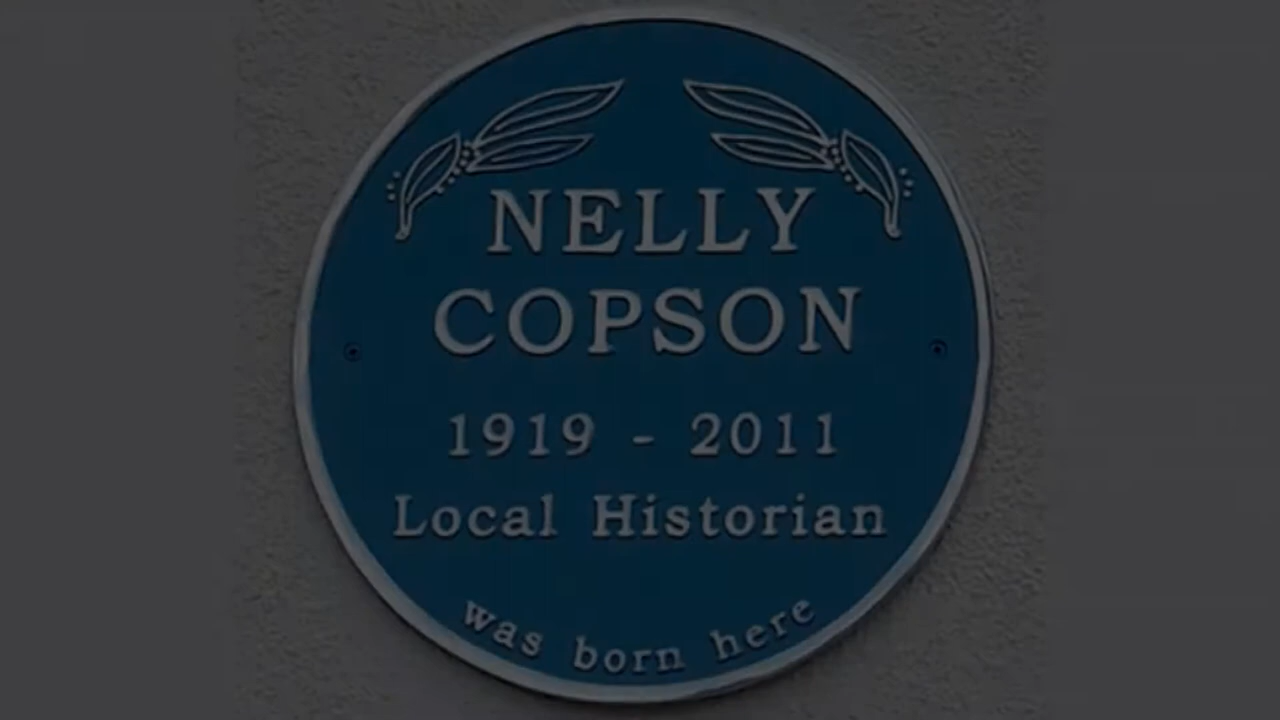 NELLY
COPSON
1919 - 2011
Local Historian
was born here